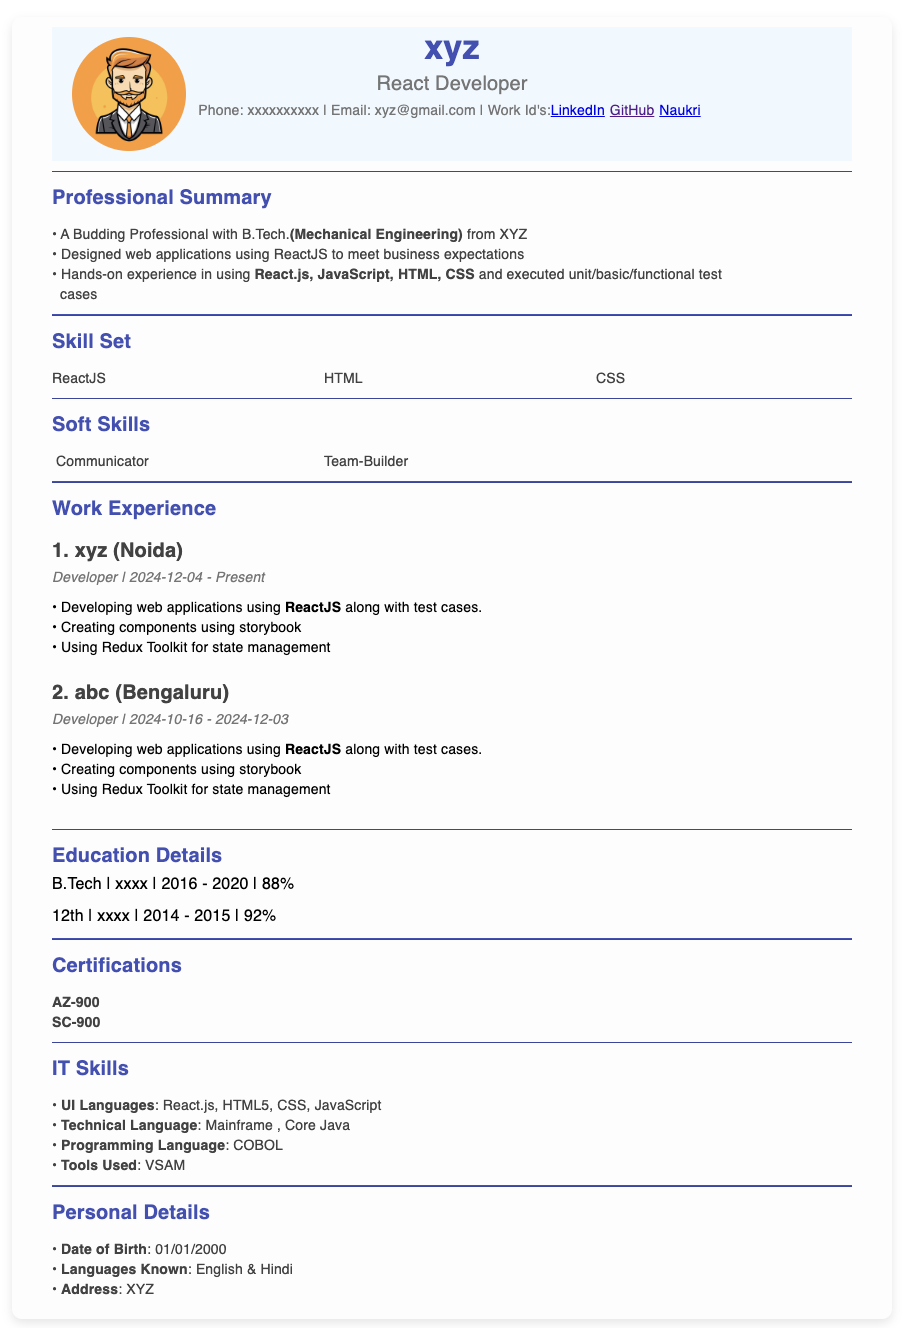 xyz
React Developer
Phone: xxxxxxxxxx | Email: xyz@gmail.com | Work Id's:LinkedIn GitHub Naukri
Professional Summary
• A Budding Professional with B.Tech.(Mechanical Engineering) from XYZ
• Designed web applications using ReactJS to meet business expectations
• Hands-on experience in using React.js, JavaScript, HTML, CSS and executed unit/basic/functional test
cases
Skill Set
ReactJS HTML CSS
Soft Skills
Communicator Team-Builder
Work Experience
1. xyz (Noida)
Developer | 2024-12-04 - Present
• Developing web applications using ReactJS along with test cases.
• Creating components using storybook
• Using Redux Toolkit for state management
2. abc (Bengaluru)
Developer | 2024-10-16 - 2024-12-03
• Developing web applications using ReactJS along with test cases.
• Creating components using storybook
• Using Redux Toolkit for state management
Education Details
B.Tech | xxxx | 2016 - 2020 | 88%
12th | xxxx | 2014 - 2015 | 92%
Certifications
AZ-900
SC-900
IT Skills
• UI Languages: React.js, HTML5, CSS, JavaScript
• Technical Language: Mainframe , Core Java
• Programming Language: COBOL
• Tools Used: VSAM
Personal Details
• Date of Birth: 01/01/2000
• Languages Known: English & Hindi
• Address: XYZ